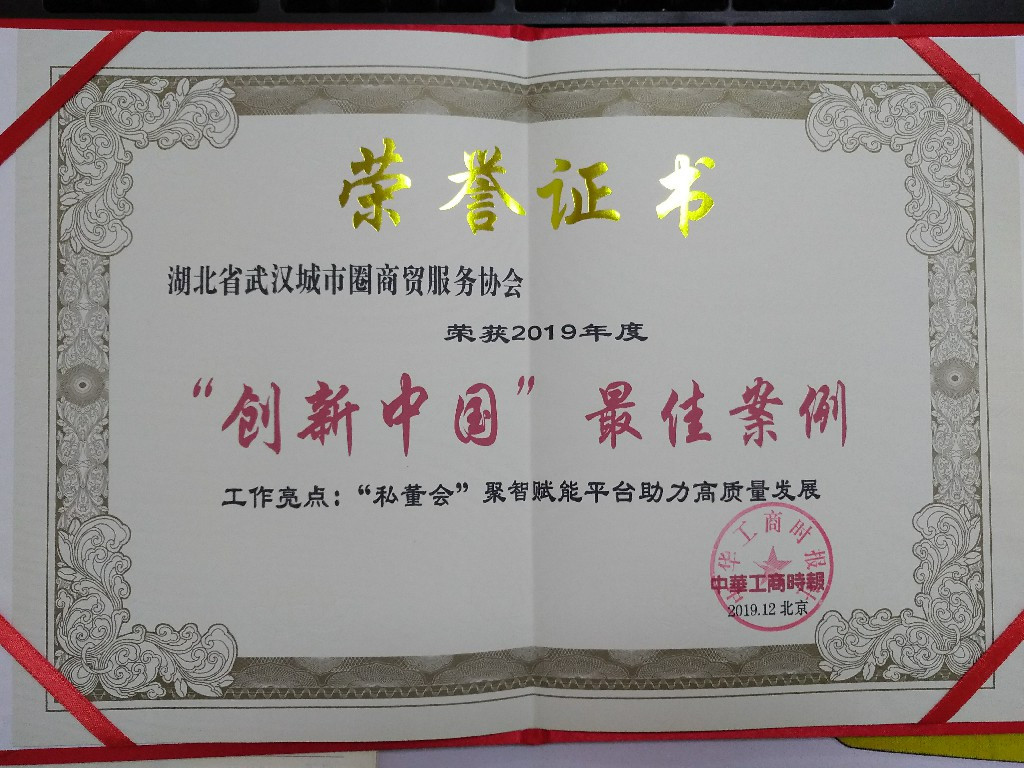 荣誉证书
湖北省武汉城市圈商贸服务协会
荣获2019年度
“创新中国”最佳案例
工作亮点：“私董会”聚智赋能平台助力高质量发展
中华工商时报
中華工商時報
2019.12 北京